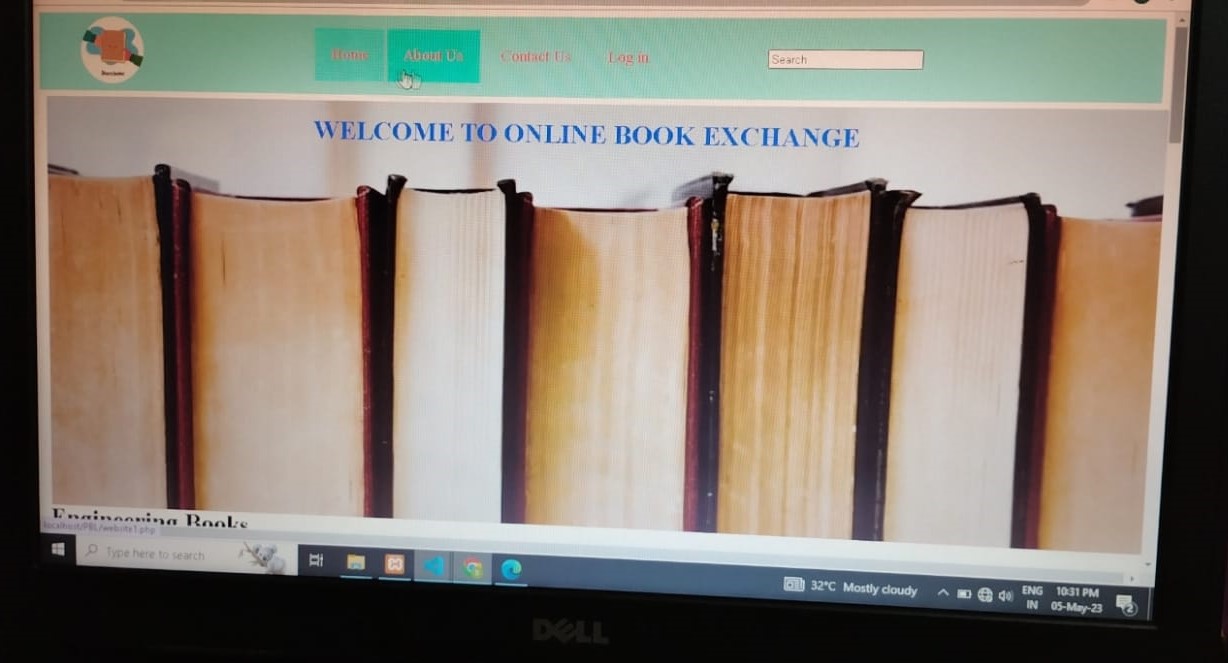 Home About Us Contact Us Log in Search
WELCOME TO ONLINE BOOK EXCHANGE
Engineering Books
localhost/PBL/website1.php
Type here to search
32°C Mostly cloudy
ENG
IN
10:31 PM
05-May-23
2
DELL